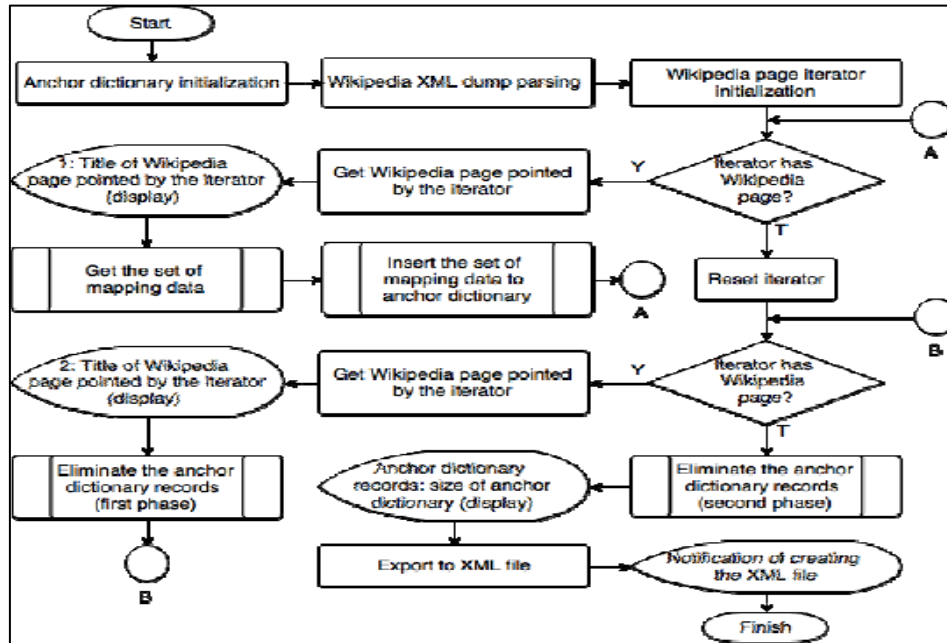 Start
Anchor dictionary initialization
Wikipedia XML dump parsing
Wikipedia page iterator
initialization
A
1: Title of Wikipedia
page pointed by the iterator
(display)
Get Wikipedia page pointed
by the iterator
Y
Iterator has
Wikipedia
page?
T
Get the set of
mapping data
Insert the set of
mapping data to
anchor dictionary
A
Reset iterator
B
2: Title of Wikipedia
page pointed by the iterator
(display)
Get Wikipedia page pointed
by the iterator
Y
Iterator has
Wikipedia
page?
T
Eliminate the anchor
dictionary records
(first phase)
Anchor dictionary
records: size of anchor
dictionary (display)
Eliminate the anchor
dictionary records
(second phase)
B
Export to XML file
Notification of creating
the XML file
Finish